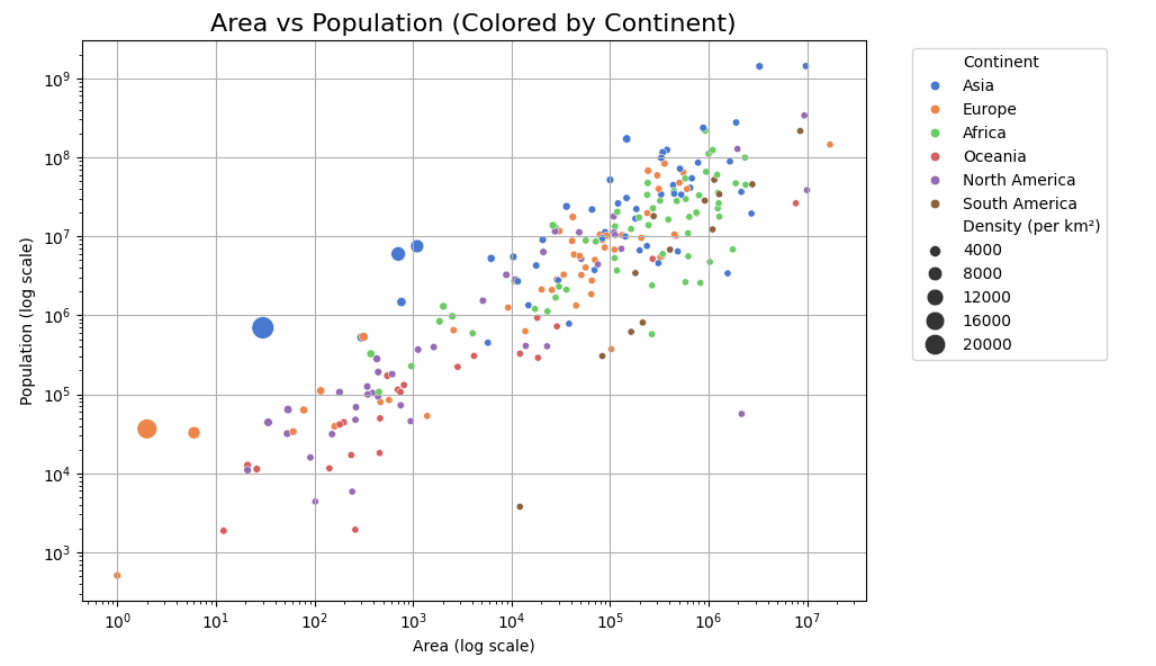 Area vs Population (Colored by Continent)
Population (log scale)
10⁹
10⁸
10⁷
10⁶
10⁵
10⁴
10³
10⁰ 10¹ 10² 10³ 10⁴ 10⁵ 10⁶ 10⁷
Area (log scale)
Continent
Asia
Europe
Africa
Oceania
North America
South America
Density (per km²)
4000
8000
12000
16000
20000